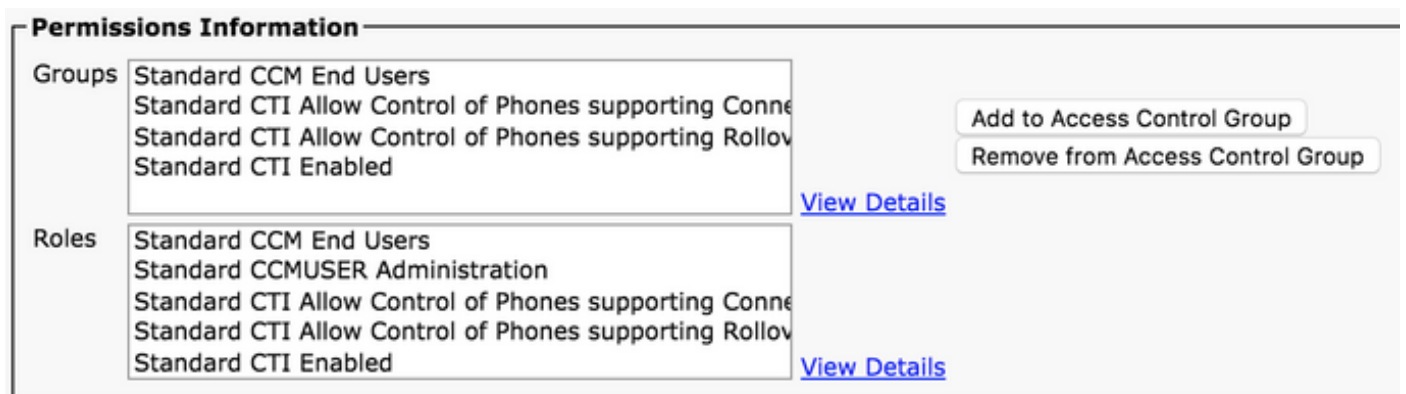 Permissions Information
Groups
Standard CCM End Users
Standard CTI Allow Control of Phones supporting Conne
Standard CTI Allow Control of Phones supporting Rollov
Standard CTI Enabled
Add to Access Control Group
Remove from Access Control Group
View Details
Roles
Standard CCM End Users
Standard CCMUSER Administration
Standard CTI Allow Control of Phones supporting Conne
Standard CTI Allow Control of Phones supporting Rollov
Standard CTI Enabled
View Details